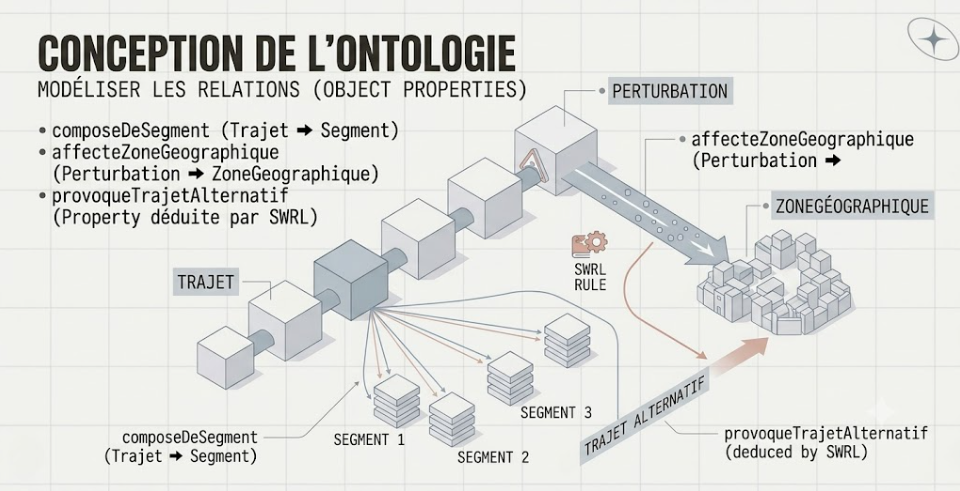 CONCEPTION DE L'ONTOLOGIE
MODÉLISER LES RELATIONS (OBJECT PROPERTIES)
• composeDeSegment (Trajet ➔ Segment)
• affecteZoneGeographique
(Perturbation ➔ ZoneGéographique)
• provoqueTrajetAlternatif
(Property déduite par SWRL)
PERTURBATION
• affecteZoneGeographique
(Perturbation ➔
ZONEGÉOGRAPHIQUE
SWRL
RULE
TRAJET
SEGMENT 1
SEGMENT 2
SEGMENT 3
TRAJET ALTERNATIF
composeDeSegment
(Trajet ➔ Segment)
provoqueTrajetAlternatif
(deduced by SWRL)